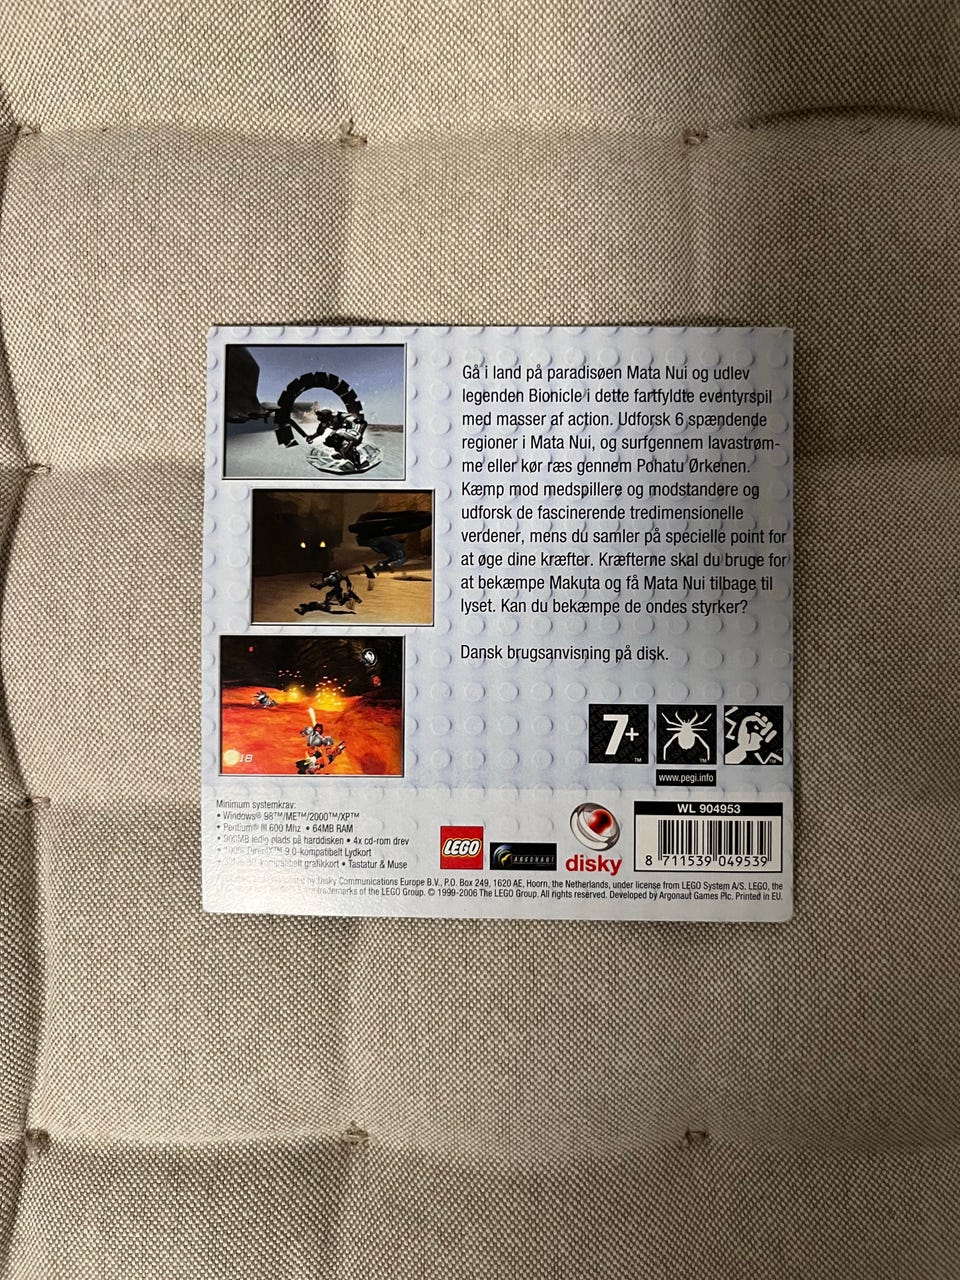 Gå i land på paradisøen Mata Nui og udlev
legenden Bionicle i dette fartfyldte eventyrspil
med masser af action. Udforsk 6 spændende
regioner i Mata Nui, og surfgennem lavastrøm-
me eller kør ræs gennem Pohatu Ørkenen.
Kæmp mod medspillere og modstandere og
udforsk de fascinerende tredimensionelle
verdener, mens du samler på specielle point for
at øge dine kræfter. Kræfterne skal du bruge for
at bekæmpe Makuta og få Mata Nui tilbage til
lyset. Kan du bekæmpe de ondes styrker?
Dansk brugsanvisning på disk.
18
7+
TM
TM
TM
www.pegi.info
Minimum systemkrav:
• Windows® 98™/ME™/2000™/XP™
• Pentium® III 600 Mhz • 64MB RAM
• 900MB ledig plads på harddisken • 4x cd-rom drev
• 100% DirectX™ 9.0-kompatibelt Lydkort
kompatibelt grafikkort • Tastatur & Muse
LEGO
ARGONAUT
disky
WL 904953
8 711539 049539
by Disky Communications Europe B.V., P.O. Box 249, 1620 AE, Hoorn, the Netherlands, under license from LEGO System A/S. LEGO, the
trademarks of the LEGO Group. © 1999-2006 The LEGO Group. All rights reserved. Developed by Argonaut Games Plc. Printed in EU.